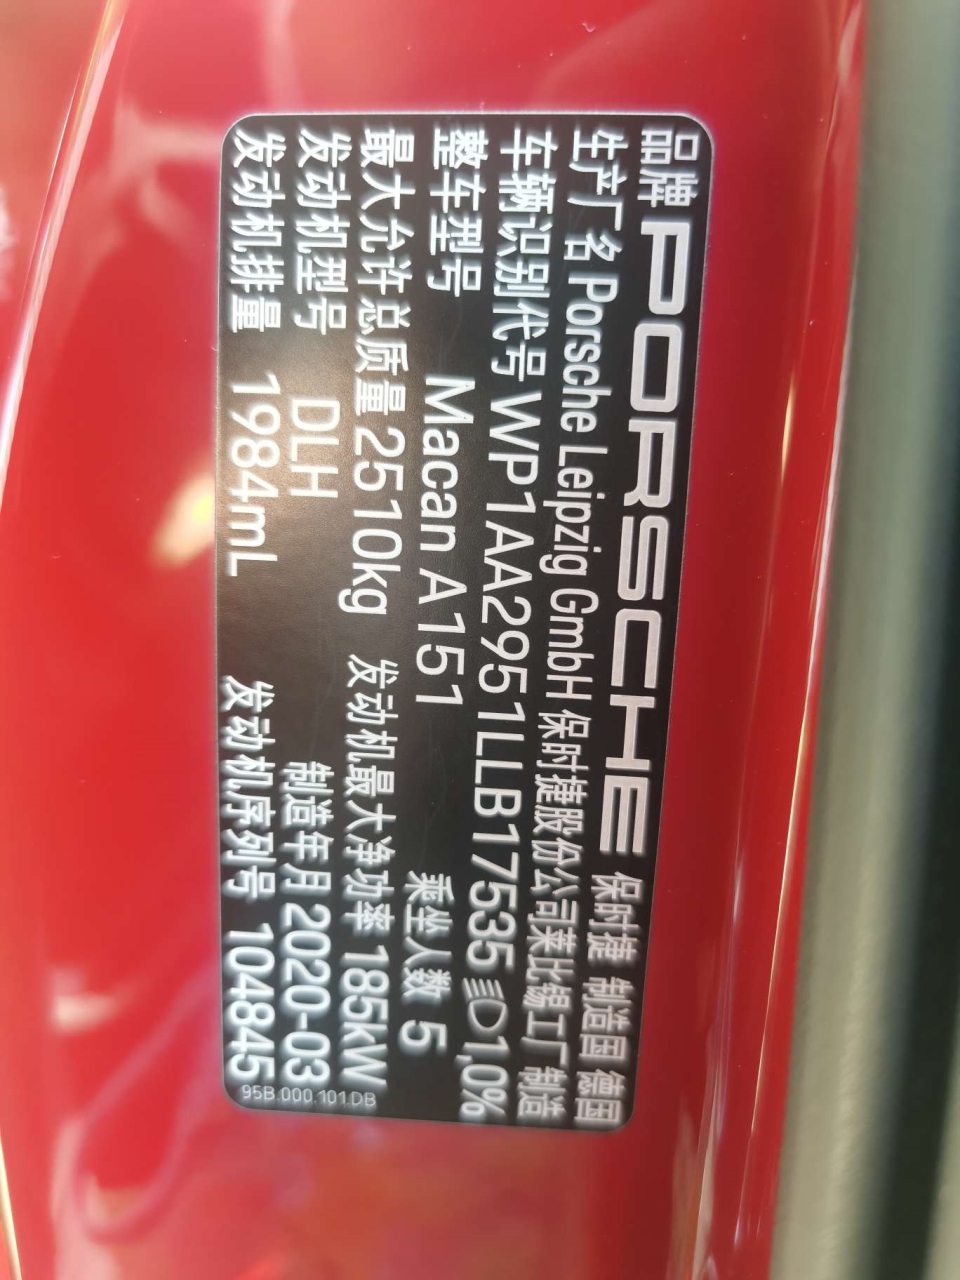 品牌 PORSCHE 保时捷 制造国 德国
生产厂名 Porsche Leipzig GmbH 保时捷股份公司莱比锡工厂制造
车辆识别代号 WP1AA2951LLB17535 1,0%
整车型号 Macan A151 乘坐人数 5
最大允许总质量 2510kg 发动机最大净功率 185kW
发动机型号 DLH 制造年月 2020-03
发动机排量 1984mL 发动机序列号 104845
95B.000.101.DB